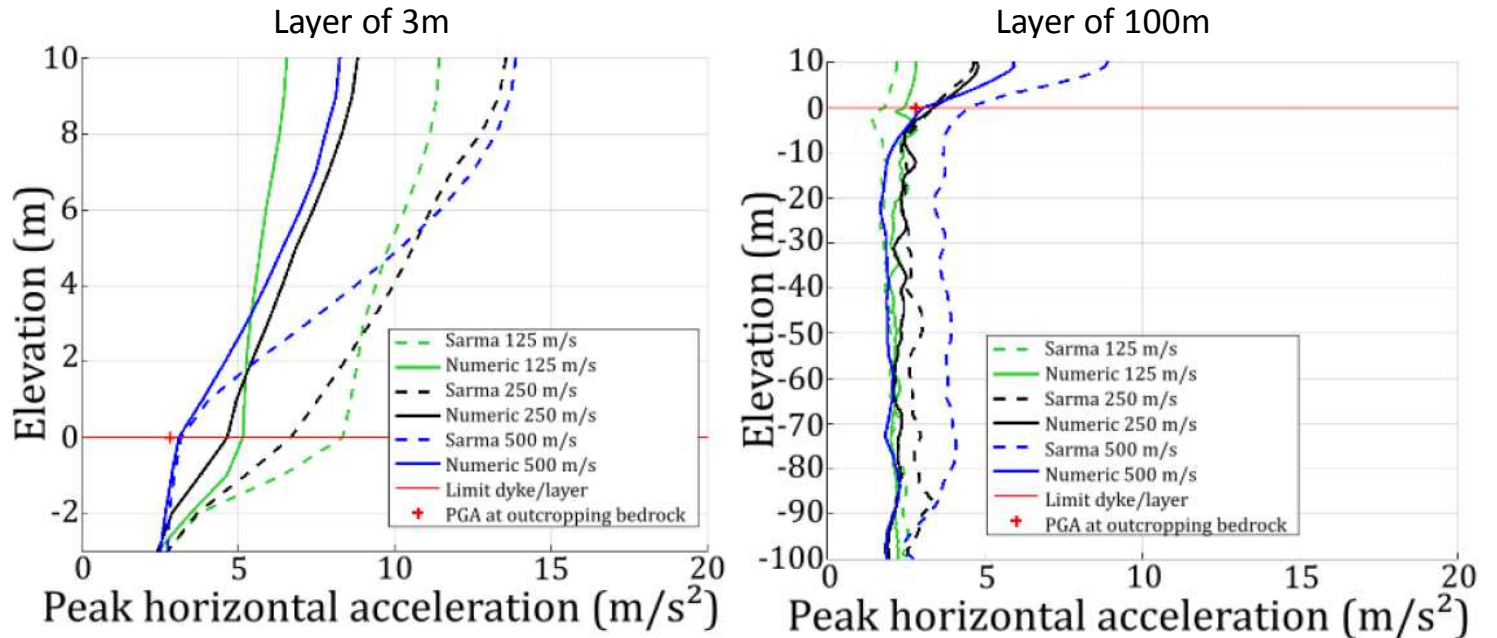 Layer of 3m
Elevation (m)
10
8
6
4
2
0
-2
Sarma 125 m/s
Numeric 125 m/s
Sarma 250 m/s
Numeric 250 m/s
Sarma 500 m/s
Numeric 500 m/s
Limit dyke/layer
PGA at outcropping bedrock
0 5 10 15 20
Peak horizontal acceleration (m/s²)
Layer of 100m
Elevation (m)
10
0
-10
-20
-30
-40
-50
-60
-70
-80
-90
-100
Sarma 125 m/s
Numeric 125 m/s
Sarma 250 m/s
Numeric 250 m/s
Sarma 500 m/s
Numeric 500 m/s
Limit dyke/layer
PGA at outcropping bedrock
0 5 10 15 20
Peak horizontal acceleration (m/s²)